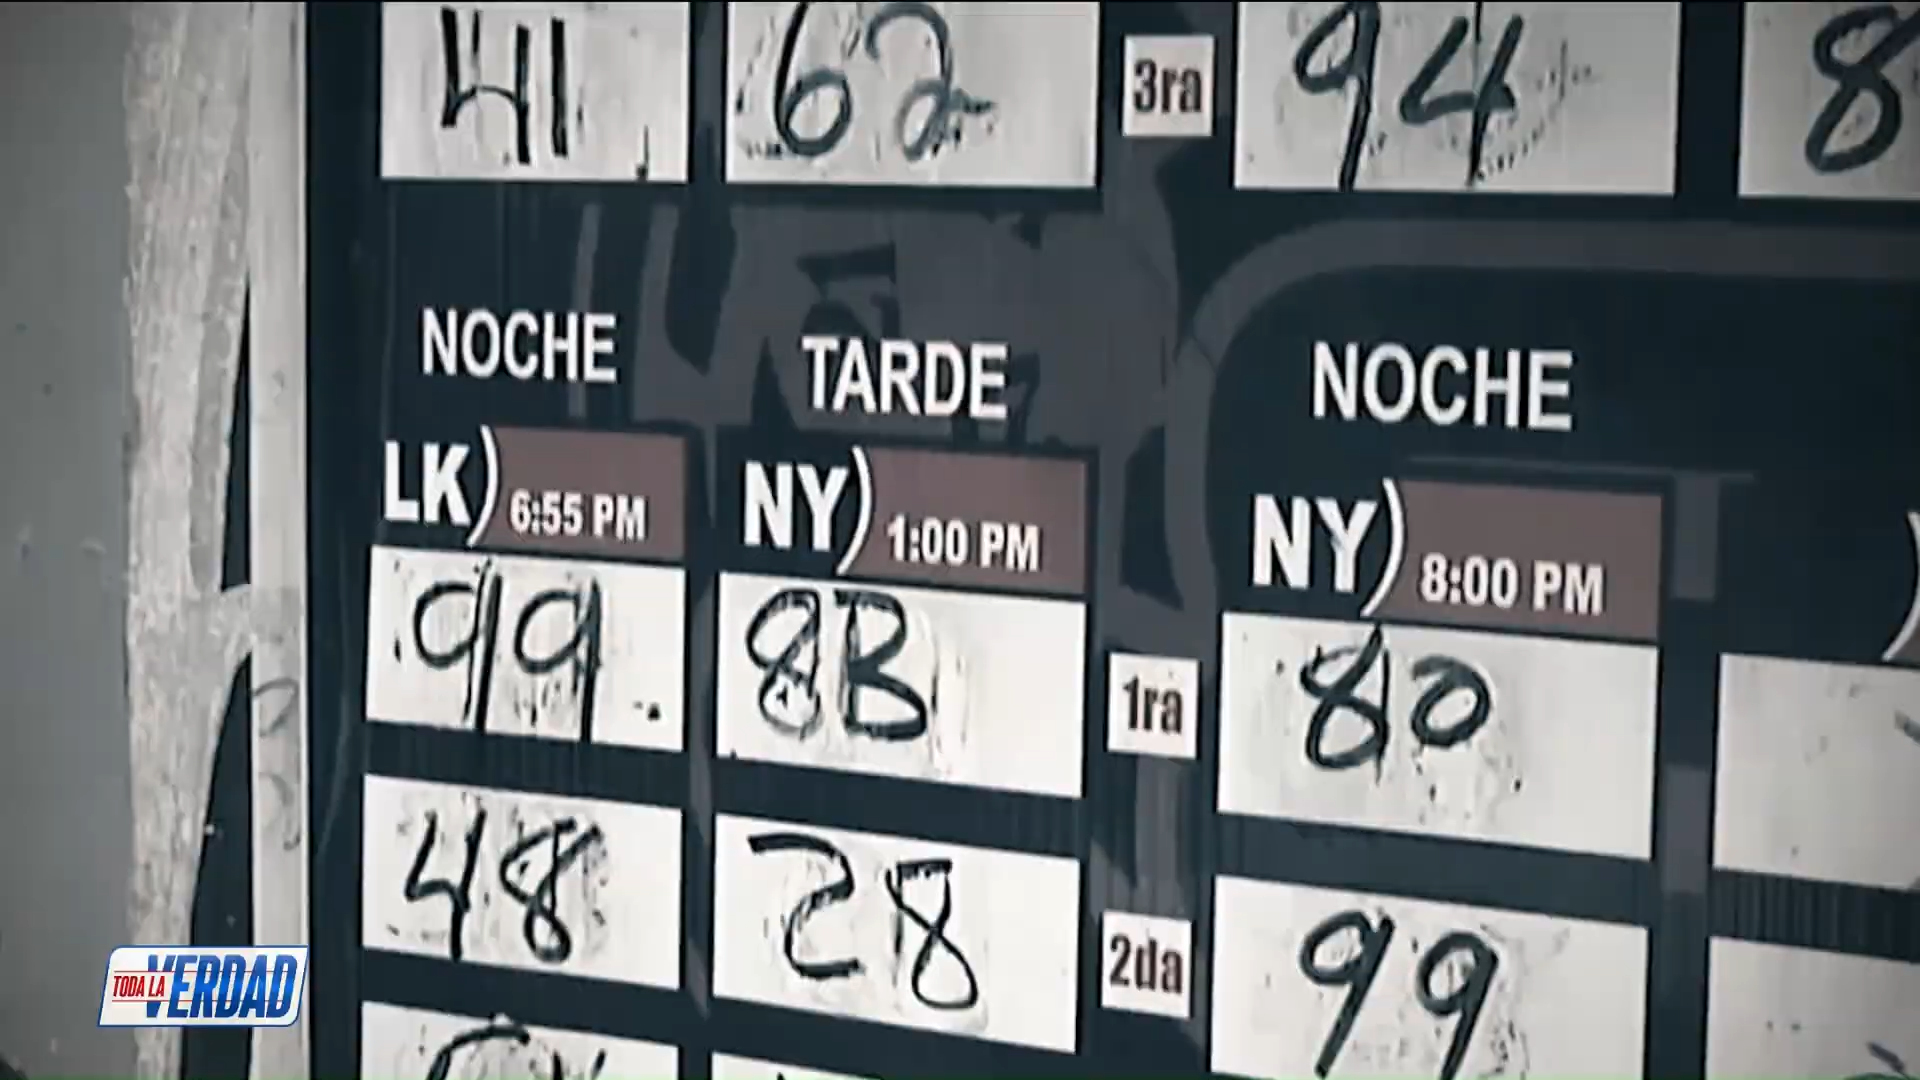 41 62 3ra 94 8
NOCHE TARDE NOCHE
LK) 6:55 PM NY) 1:00 PM NY) 8:00 PM
99 8B 1ra 80
48 28 2da 99
TODA LA VERDAD